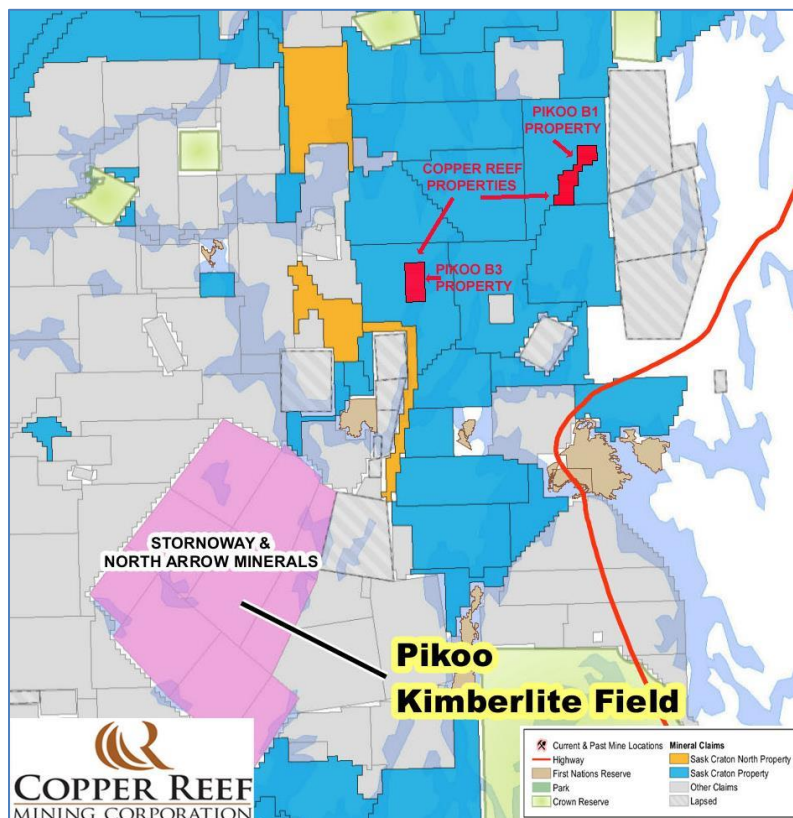 PIKOO B1
PROPERTY
COPPER REEF
PROPERTIES
PIKOO B3
PROPERTY
STORNOWAY &
NORTH ARROW MINERALS
Pikoo
Kimberlite Field
COPPER REEF
MINING CORPORATION
Current & Past Mine Locations
Highway
First Nations Reserve
Park
Crown Reserve
Mineral Claims
Sask Craton North Property
Sask Craton Property
Other Claims
Lapsed